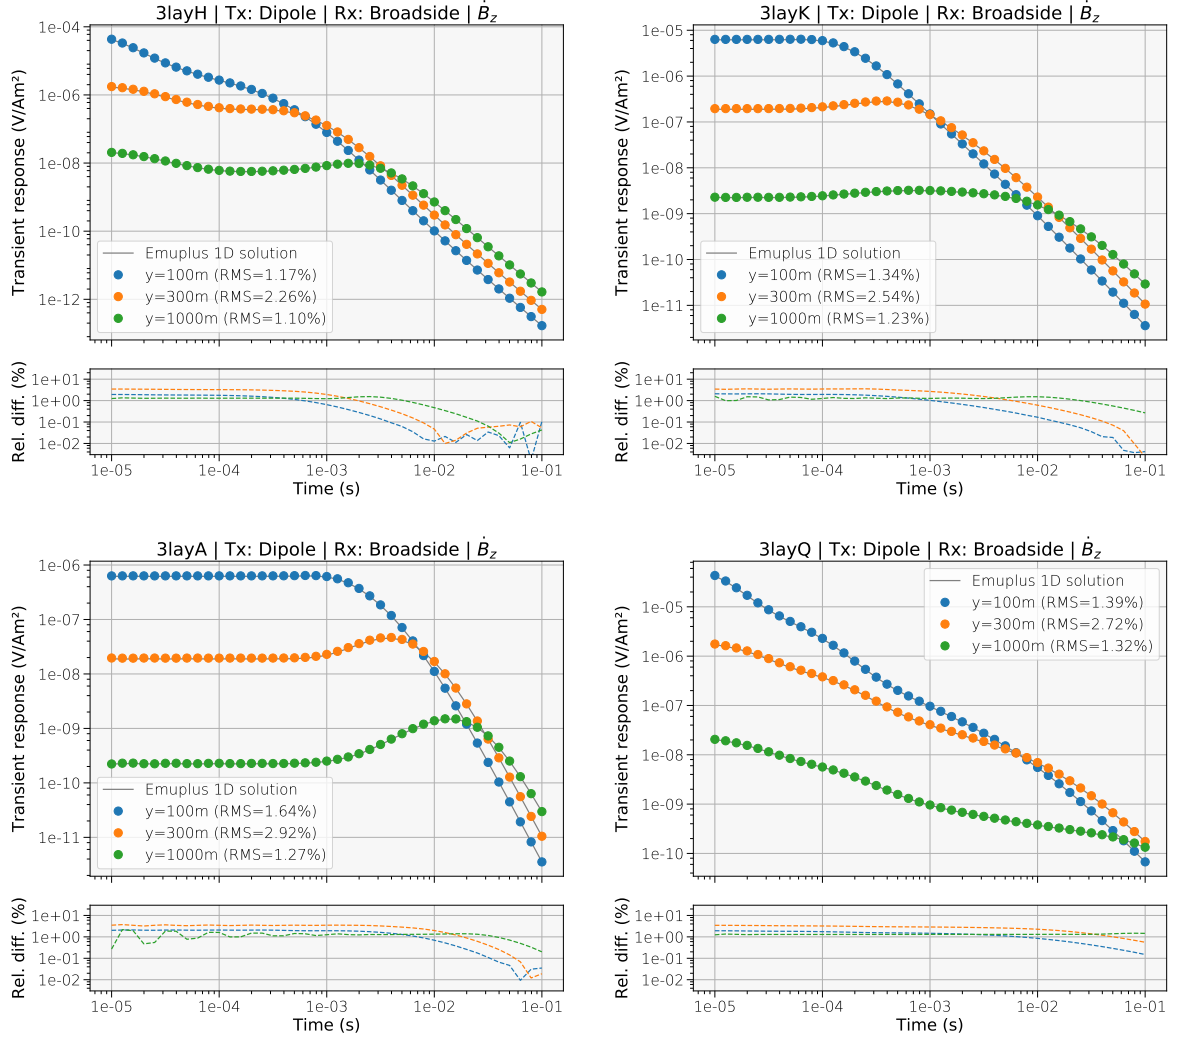 3layH | Tx: Dipole | Rx: Broadside | Ḃz
1e-04
1e-06
1e-08
1e-10
1e-12
Transient response (V/Am²)
Emuplus 1D solution
y=100m (RMS=1.17%)
y=300m (RMS=2.26%)
y=1000m (RMS=1.10%)
1e+01
1e+00
1e-01
1e-02
Rel. diff. (%)
1e-05 1e-04 1e-03 1e-02 1e-01
Time (s)
3layK | Tx: Dipole | Rx: Broadside | Ḃz
1e-05
1e-06
1e-07
1e-08
1e-09
1e-10
1e-11
Transient response (V/Am²)
Emuplus 1D solution
y=100m (RMS=1.34%)
y=300m (RMS=2.54%)
y=1000m (RMS=1.23%)
1e+01
1e+00
1e-01
1e-02
Rel. diff. (%)
1e-05 1e-04 1e-03 1e-02 1e-01
Time (s)
3layA | Tx: Dipole | Rx: Broadside | Ḃz
1e-06
1e-07
1e-08
1e-09
1e-10
1e-11
Transient response (V/Am²)
Emuplus 1D solution
y=100m (RMS=1.64%)
y=300m (RMS=2.92%)
y=1000m (RMS=1.27%)
1e+01
1e+00
1e-01
1e-02
Rel. diff. (%)
1e-05 1e-04 1e-03 1e-02 1e-01
Time (s)
3layQ | Tx: Dipole | Rx: Broadside | Ḃz
1e-05
1e-06
1e-07
1e-08
1e-09
1e-10
Transient response (V/Am²)
Emuplus 1D solution
y=100m (RMS=1.39%)
y=300m (RMS=2.72%)
y=1000m (RMS=1.32%)
1e+01
1e+00
1e-01
1e-02
Rel. diff. (%)
1e-05 1e-04 1e-03 1e-02 1e-01
Time (s)